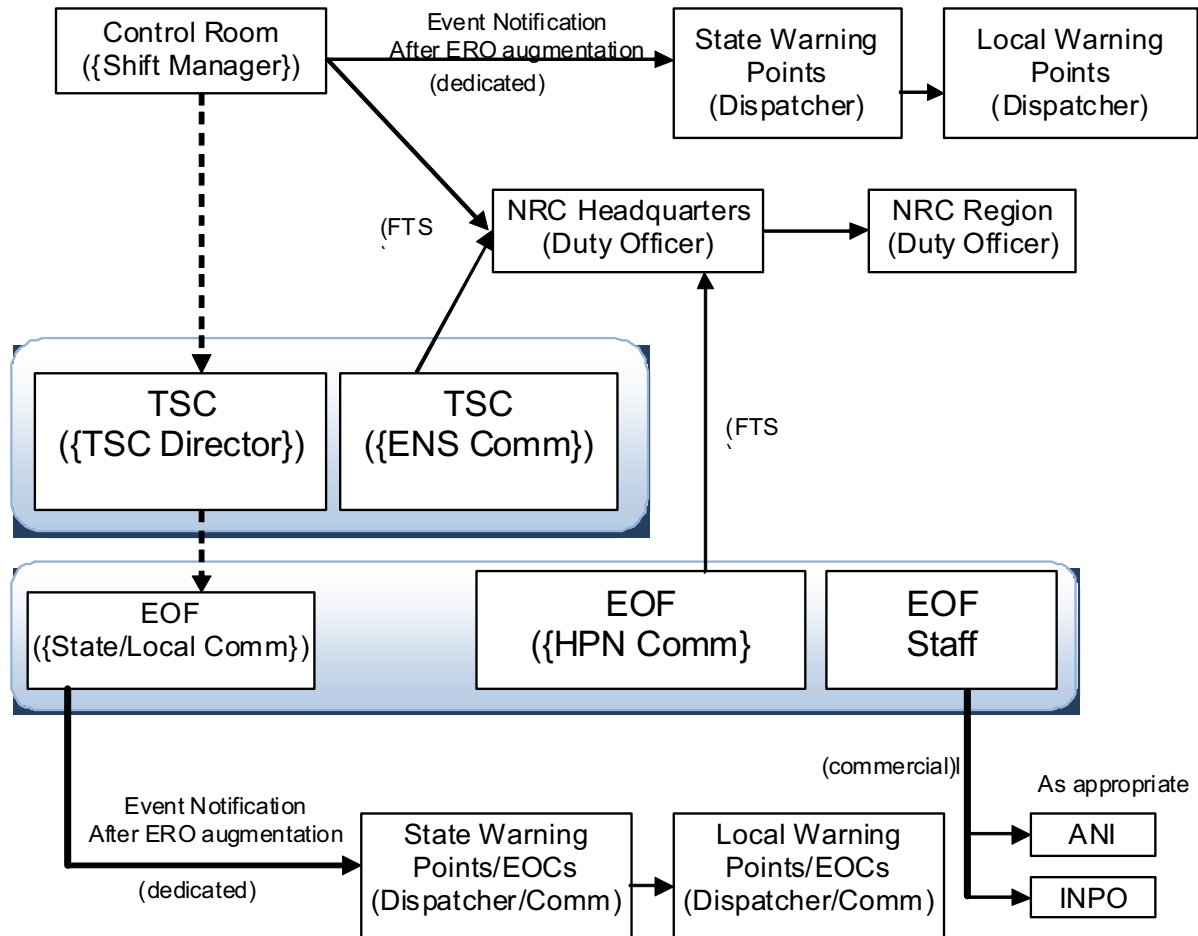 Control Room
({Shift Manager})
Event Notification
After ERO augmentation
(dedicated)
State Warning
Points
(Dispatcher)
Local Warning
Points
(Dispatcher)
(FTS
`
NRC Headquarters
(Duty Officer)
NRC Region
(Duty Officer)
TSC
({TSC Director})
TSC
({ENS Comm})
(FTS
`
EOF
({State/Local Comm})
EOF
({HPN Comm}
EOF
Staff
(commercial)l
As appropriate
ANI
INPO
Event Notification
After ERO augmentation
(dedicated)
State Warning
Points/EOCs
(Dispatcher/Comm)
Local Warning
Points/EOCs
(Dispatcher/Comm)